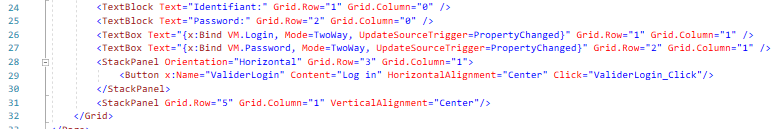 24 <TextBlock Text="Identifiant:" Grid.Row="1" Grid.Column="0" />
25 <TextBlock Text="Password:" Grid.Row="2" Grid.Column="0" />
26 <TextBox Text="{x:Bind VM.Login, Mode=TwoWay, UpdateSourceTrigger=PropertyChanged}" Grid.Row="1" Grid.Column="1" />
27 <TextBox Text="{x:Bind VM.Password, Mode=TwoWay, UpdateSourceTrigger=PropertyChanged}" Grid.Row="2" Grid.Column="1" />
28 <StackPanel Orientation="Horizontal" Grid.Row="3" Grid.Column="1">
29 <Button x:Name="ValiderLogin" Content="Log in" HorizontalAlignment="Center" Click="ValiderLogin_Click"/>
30 </StackPanel>
31 <StackPanel Grid.Row="5" Grid.Column="1" VerticalAlignment="Center"/>
32 </Grid>